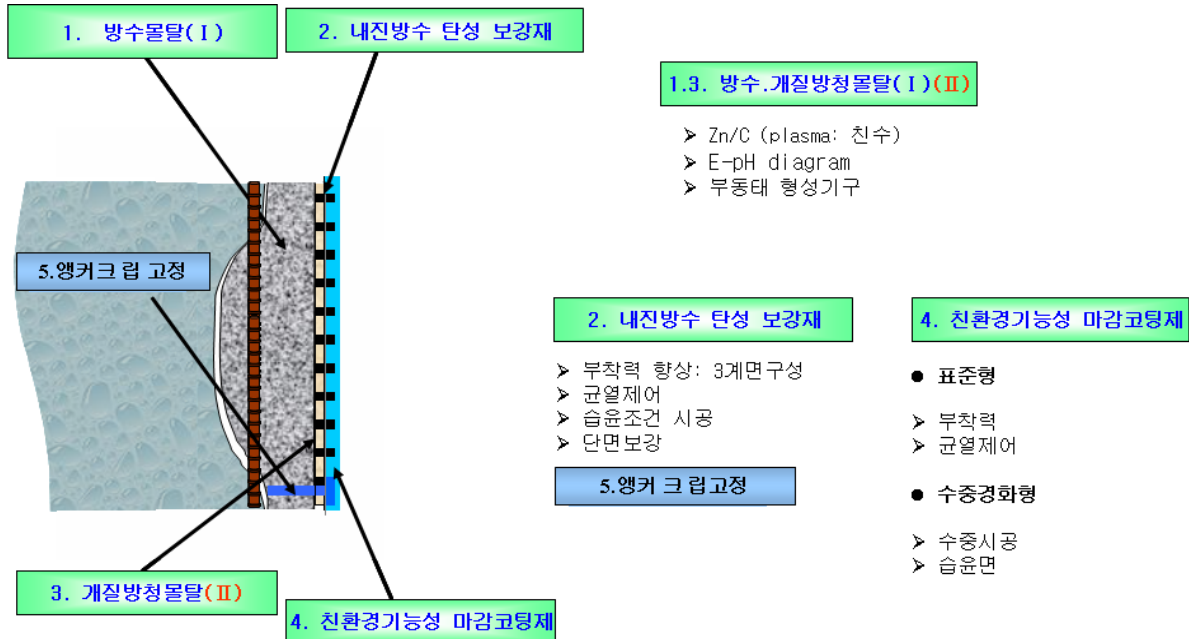 1. 방수몰탈(Ⅰ)
2. 내진방수 탄성 보강재
1.3. 방수.개질방청몰탈(Ⅰ)(Ⅱ)
➢ Zn/C (plasma: 친수)
➢ E-pH diagram
➢ 부동태 형성기구
5.앵커크 립 고정
2. 내진방수 탄성 보강재
➢ 부착력 향상: 3계면구성
➢ 균열제어
➢ 습윤조건 시공
➢ 단면보강
5.앵커 크 립고정
4. 친환경기능성 마감코팅제
● 표준형
➢ 부착력
➢ 균열제어
● 수중경화형
➢ 수중시공
➢ 습윤면
3. 개질방청몰탈(Ⅱ)
4. 친환경기능성 마감코팅제